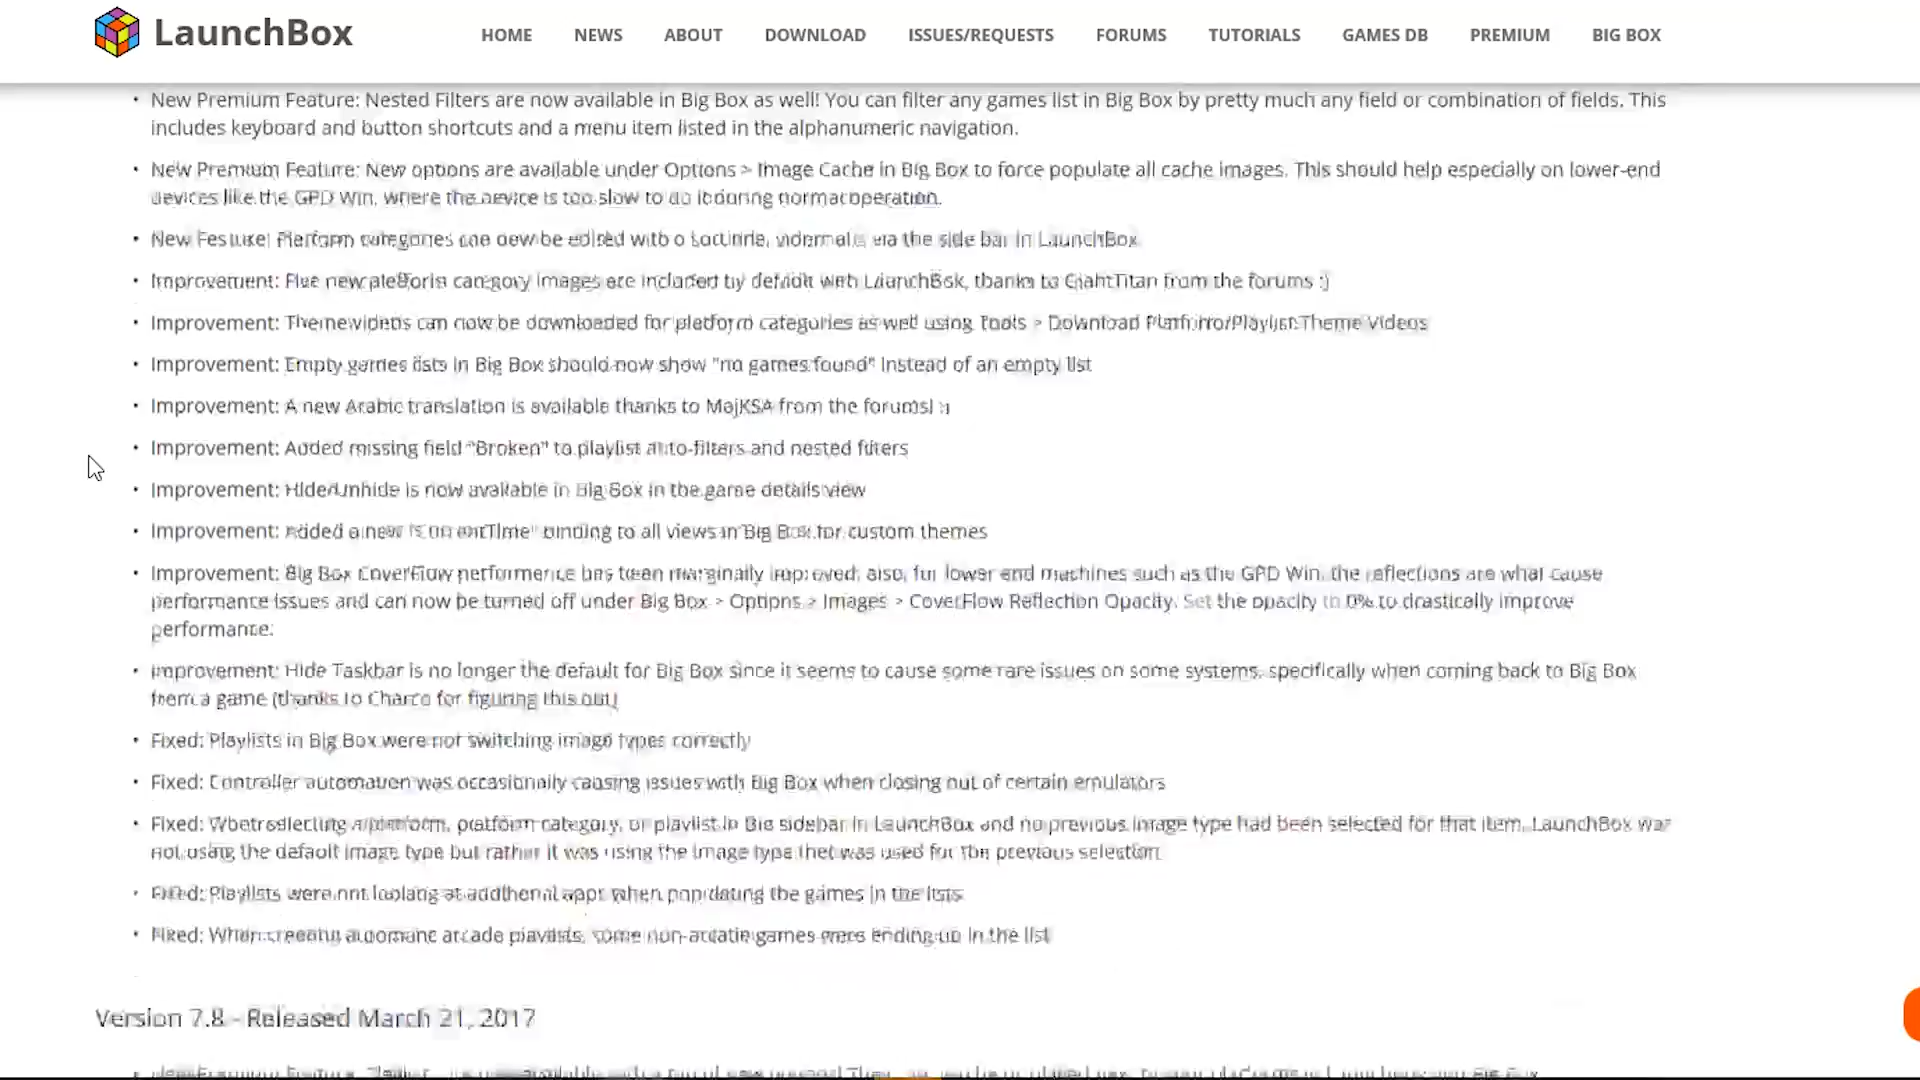 LaunchBox
HOME NEWS ABOUT DOWNLOAD ISSUES/REQUESTS FORUMS TUTORIALS GAMES DB PREMIUM BIG BOX
• New Premium Feature: Nested Filters are now available in Big Box as well! You can filter any games list in Big Box by pretty much any field or combination of fields. This
includes keyboard and button shortcuts and a menu item listed in the alphanumeric navigation.
• New Premium Feature: New options are available under Options > Image Cache in Big Box to force populate all cache images. This should help especially on lower-end
devices like the GPD Win, where the device is too slow to do it during normal operation.
• New Feature: Platform categories can now be edited with via the side bar in LaunchBox
• Improvement: Five new platform category images are included by default with LaunchBox, thanks to from the forums :)
• Improvement: Theme videos can now be downloaded for platform categories as well using Tools > Download Platform/Playlist Theme Videos
• Improvement: Empty games lists in Big Box should now show "no games found" instead of an empty list
• Improvement: A new Arabic translation is available thanks to MajKSA from the forums! :)
• Improvement: Added missing field "Broken" to playlist auto-filters and nested filters
• Improvement: Hide/Unhide is now available in Big Box in the game details view
• Improvement: Added a new binding to all views in Big Box for custom themes
• Improvement: Big Box CoverFlow performance has been marginally improved; also, for lower end machines such as the GPD Win, the reflections are what cause
performance issues and can now be turned off under Big Box > Options > Images > CoverFlow Reflection Opacity. Set the opacity to 0% to drastically improve
performance.
• Improvement: Hide Taskbar is no longer the default for Big Box since it seems to cause some rare issues on some systems, specifically when coming back to Big Box
from a game (thanks to for figuring this out)
• Fixed: Playlists in Big Box were not switching image types correctly
• Fixed: Controller automation was occasionally causing issues with Big Box when closing out of certain emulators
• Fixed: When selecting a platform, platform category, or playlist in the sidebar in LaunchBox and no previous image type had been selected for that item, LaunchBox was
not using the default image type but rather it was using the image type that was used for the previous selection
• Fixed: Playlists were not looking at additional apps when populating the games in the lists
• Fixed: When creating automatic arcade playlists, some non-arcade games were ending up in the list
Version 7.8 - Released March 21, 2017